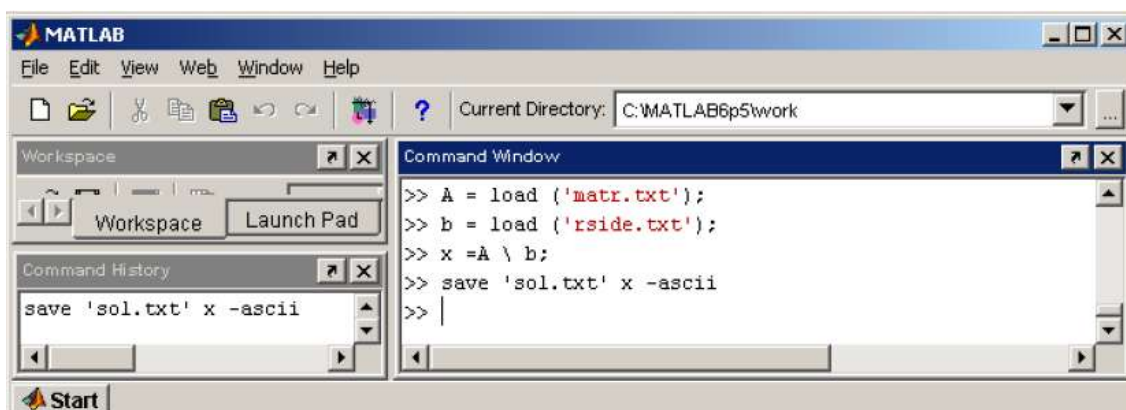 MATLAB
File Edit View Web Window Help
? Current Directory: C:\MATLAB6p5\work ...
Workspace
Workspace Launch Pad
Command History
save 'sol.txt' x -ascii
Command Window
>> A = load ('matr.txt');
>> b = load ('rside.txt');
>> x =A \ b;
>> save 'sol.txt' x -ascii
>>
Start